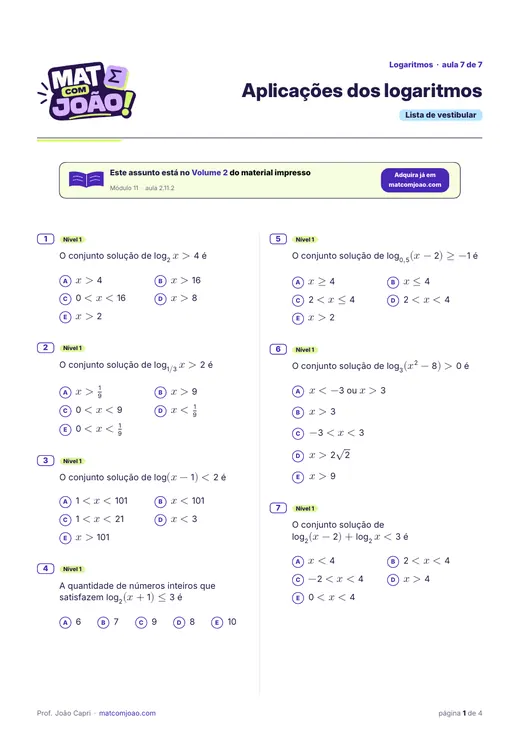 MAT Σ
COM
JOÃO!
Logaritmos · aula 7 de 7
Aplicações dos logaritmos
Lista de vestibular
Este assunto está no Volume 2 do material impresso
Módulo 11 · aula 2.11.2
Adquira já em
matcomjoao.com
1 Nível 1
O conjunto solução de log₂ x > 4 é
A x > 4
B x > 16
C 0 < x < 16
D x > 8
E x > 2
2 Nível 1
O conjunto solução de log_{1/3} x > 2 é
A x > 1/9
B x > 9
C 0 < x < 9
D x < 1/9
E 0 < x < 1/9
3 Nível 1
O conjunto solução de log(x − 1) < 2 é
A 1 < x < 101
B x < 101
C 1 < x < 21
D x < 3
E x > 101
4 Nível 1
A quantidade de números inteiros que
satisfazem log₂(x + 1) ≤ 3 é
A 6 B 7 C 9 D 8 E 10
5 Nível 1
O conjunto solução de log_{0,5}(x − 2) ≥ −1 é
A x ≥ 4
B x ≤ 4
C 2 < x ≤ 4
D 2 < x < 4
E x > 2
6 Nível 1
O conjunto solução de log₃(x² − 8) > 0 é
A x < −3 ou x > 3
B x > 3
C −3 < x < 3
D x > 2√2
E x > 9
7 Nível 1
O conjunto solução de
log₂(x − 2) + log₂ x < 3 é
A x < 4
B 2 < x < 4
C −2 < x < 4
D x > 4
E 0 < x < 4
Prof. João Capri · matcomjoao.com
página 1 de 4